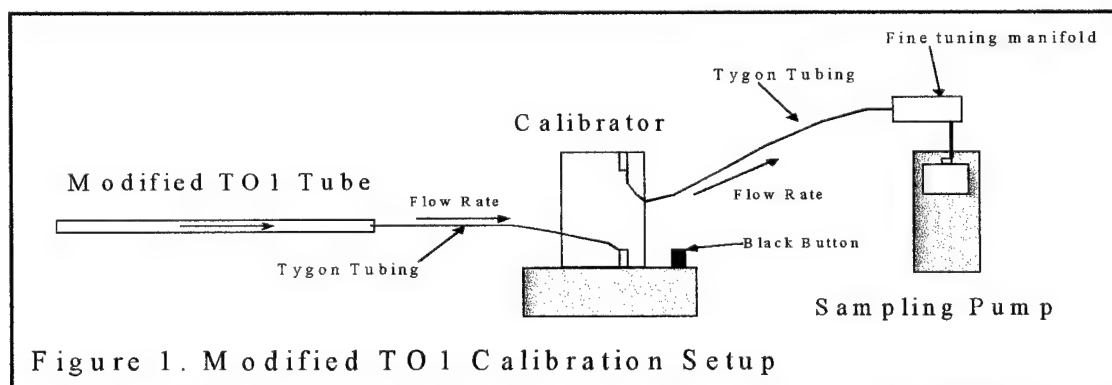 Fine tuning manifold
Tygon Tubing
Calibrator
Modified TO1 Tube
Flow Rate
Flow Rate
Black Button
Tygon Tubing
Sampling Pump
Figure 1. Modified TO1 Calibration Setup